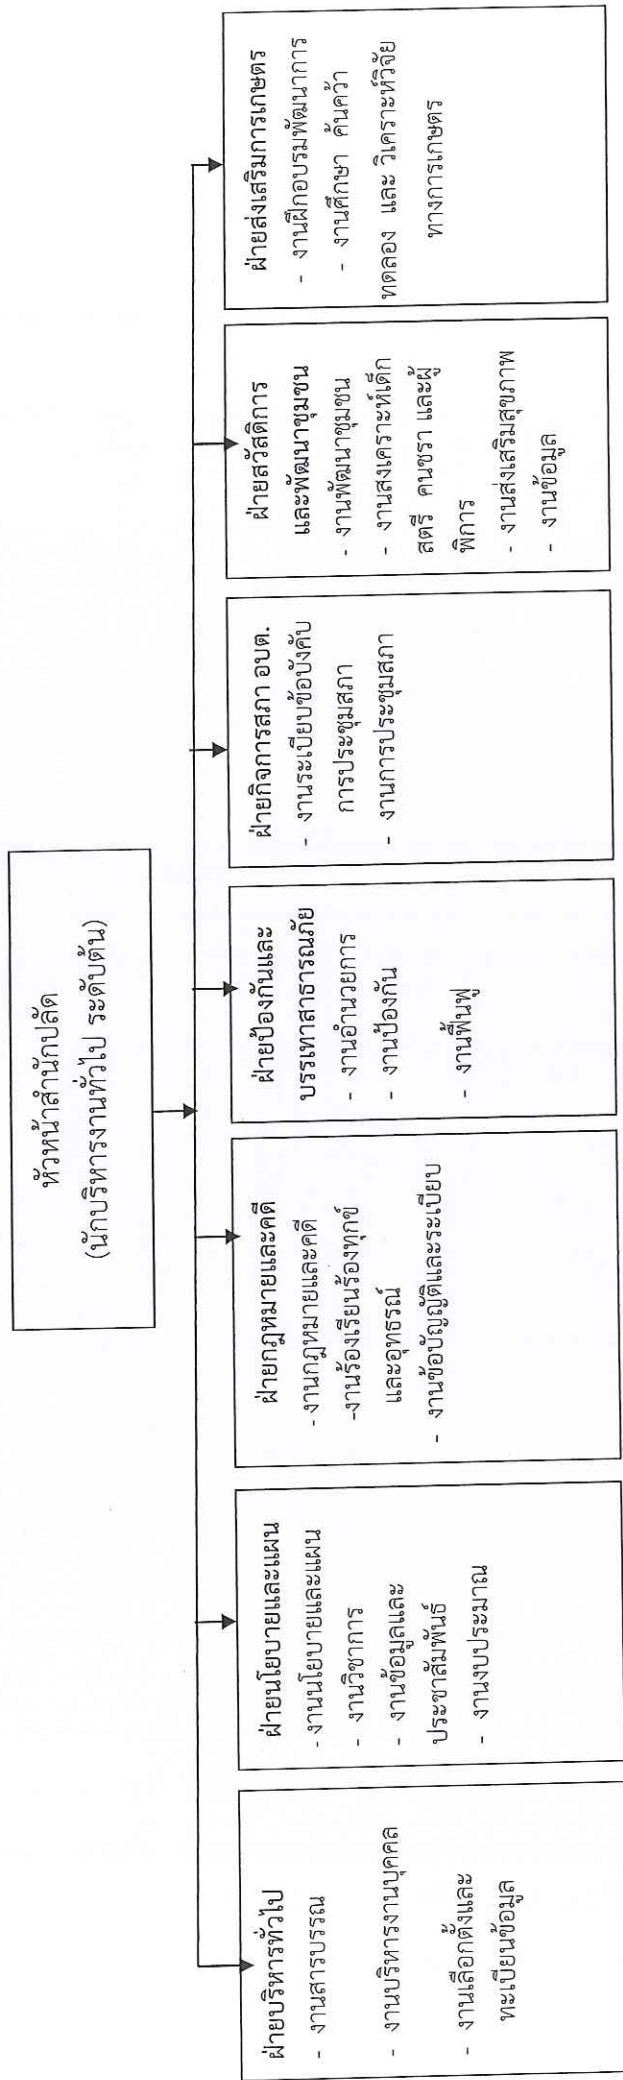 หัวหน้าสำนักปลัด
(นักบริหารงานทั่วไป ระดับต้น)
ฝ่ายบริหารทั่วไป
- งานสารบรรณ
- งานบริหารงานบุคคล
- งานเลือกตั้งและ
ทะเบียนข้อมูล
ฝ่ายนโยบายและแผน
- งานนโยบายและแผน
- งานวิชาการ
- งานข้อมูลและ
ประชาสัมพันธ์
- งานงบประมาณ
ฝ่ายกฎหมายและคดี
- งานกฎหมายและคดี
-งานร้องเรียนร้องทุกข์
และอุทธรณ์
- งานข้อบัญญัติและระเบียบ
ฝ่ายป้องกันและ
บรรเทาสาธารณภัย
- งานอำนวยการ
- งานป้องกัน
- งานฟื้นฟู
ฝ่ายกิจการสภา อบต.
- งานระเบียบข้อบังคับ
การประชุมสภา
- งานการประชุมสภา
ฝ่ายสวัสดิการ
และพัฒนาชุมชน
- งานพัฒนาชุมชน
- งานสงเคราะห์เด็ก
สตรี คนชรา และผู้
พิการ
- งานส่งเสริมสุขภาพ
- งานข้อมูล
ฝ่ายส่งเสริมการเกษตร
- งานฝึกอบรมพัฒนาการ
- งานศึกษา ค้นคว้า
ทดลอง และ วิเคราะห์วิจัย
ทางการเกษตร